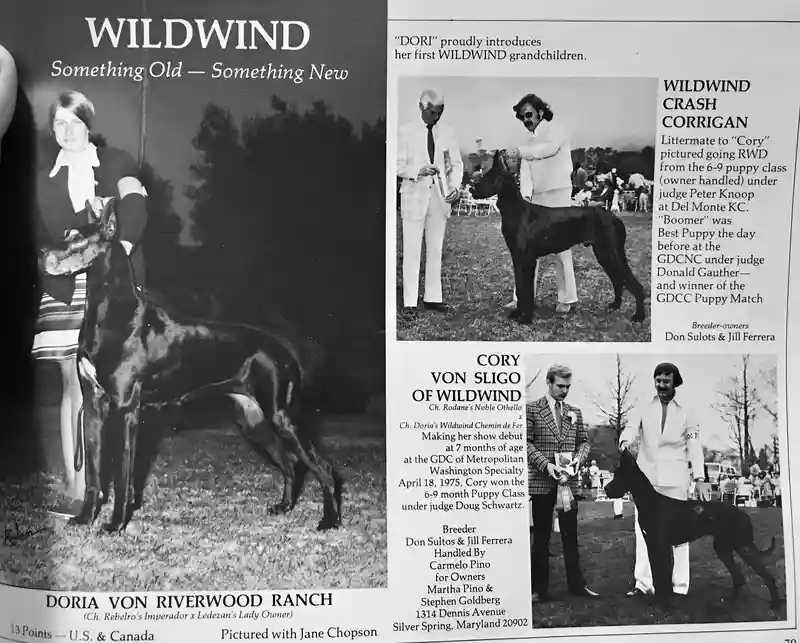 WILDWIND
Something Old — Something New
DORIA VON RIVERWOOD RANCH
(Ch. Rebelro's Imperador x Ledezan's Lady Owner)
13 Points — U.S. & Canada
Pictured with Jane Chopson
"DORI" proudly introduces
her first WILDWIND grandchildren.
WILDWIND
CRASH
CORRIGAN
Littermate to "Cory"
pictured going RWD
from the 6-9 puppy class
(owner handled) under
judge Peter Knoop
at Del Monte KC.
"Boomer" was
Best Puppy the day
before at the
GDCNC under judge
Donald Gauther—
and winner of the
GDCC Puppy Match
Breeder-owners
Don Sulots & Jill Ferrera
CORY
VON SLIGO
OF WILDWIND
Ch. Rodane's Noble Othello
x
Ch. Doria's Wildwind Chemin de Fer
Making her show debut
at 7 months of age
at the GDC of Metropolitan
Washington Specialty
April 18, 1975, Cory won the
6-9 month Puppy Class
under judge Doug Schwartz.
Breeder
Don Sultos & Jill Ferrera
Handled By
Carmelo Pino
for Owners
Martha Pino &
Stephen Goldberg
1314 Dennis Avenue
Silver Spring, Maryland 20902